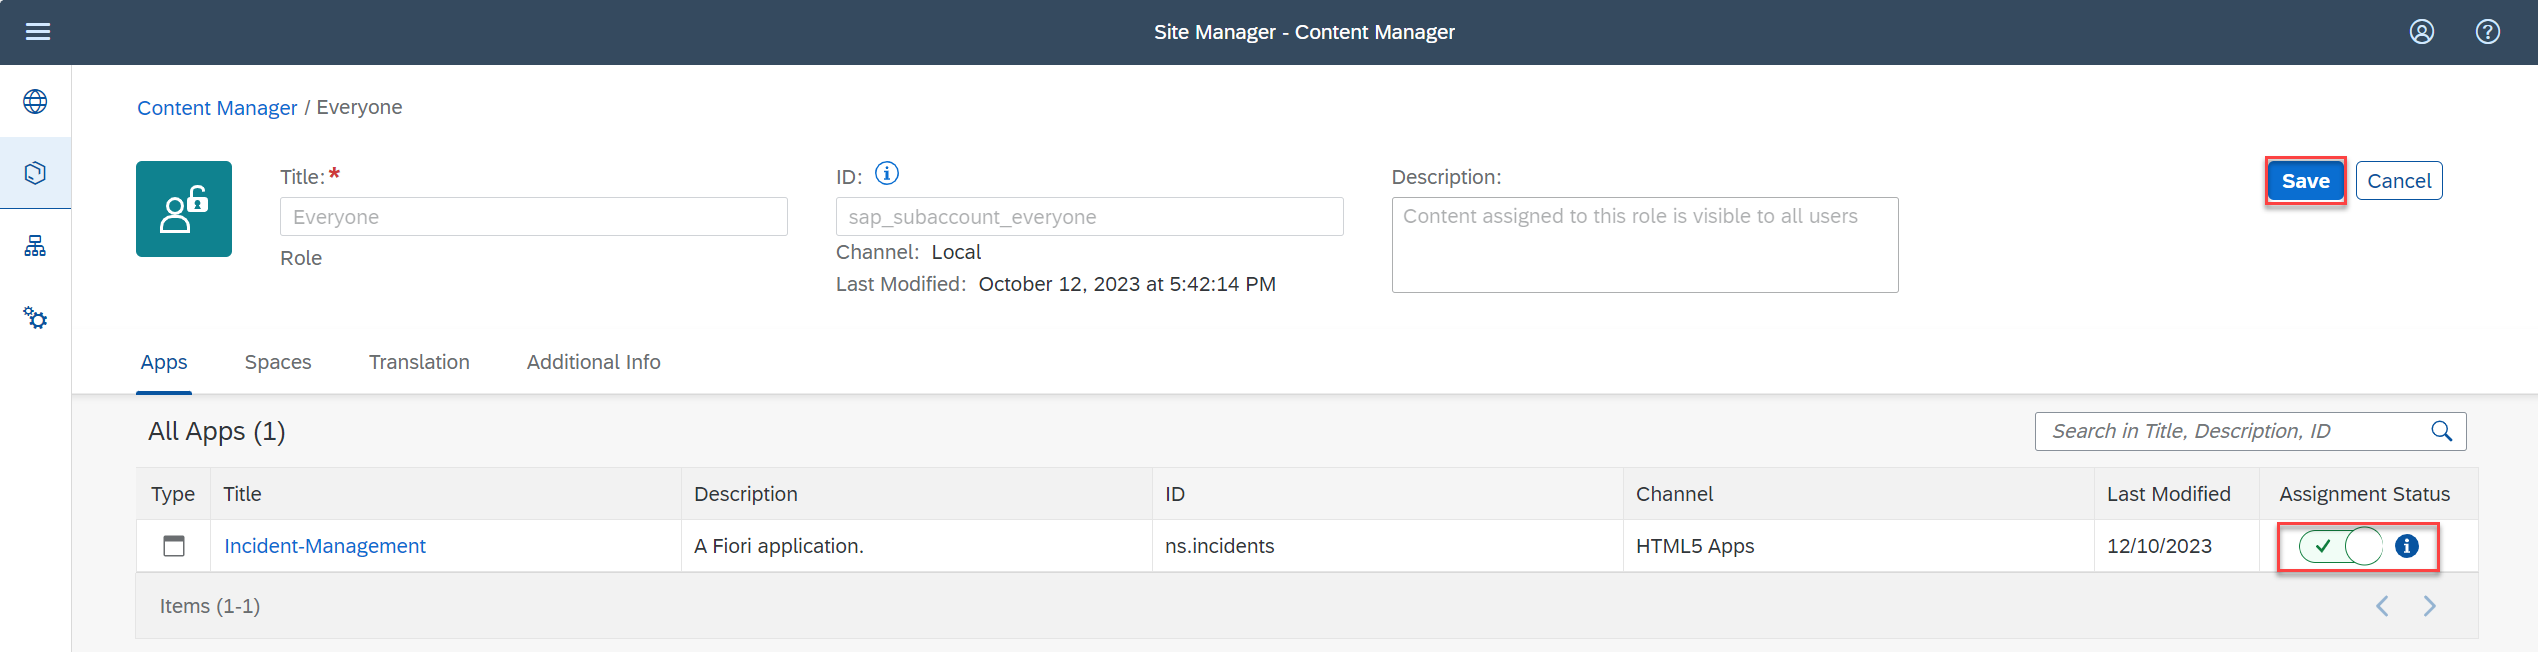 Site Manager - Content Manager
Content Manager / Everyone
Title:*
Everyone
Role
ID:
sap_subaccount_everyone
Channel: Local
Last Modified: October 12, 2023 at 5:42:14 PM
Description:
Content assigned to this role is visible to all users
Save
Cancel
Apps Spaces Translation Additional Info
All Apps (1)
Search in Title, Description, ID
Type Title Description ID Channel Last Modified Assignment Status
Incident-Management A Fiori application. ns.incidents HTML5 Apps 12/10/2023
Items (1-1)